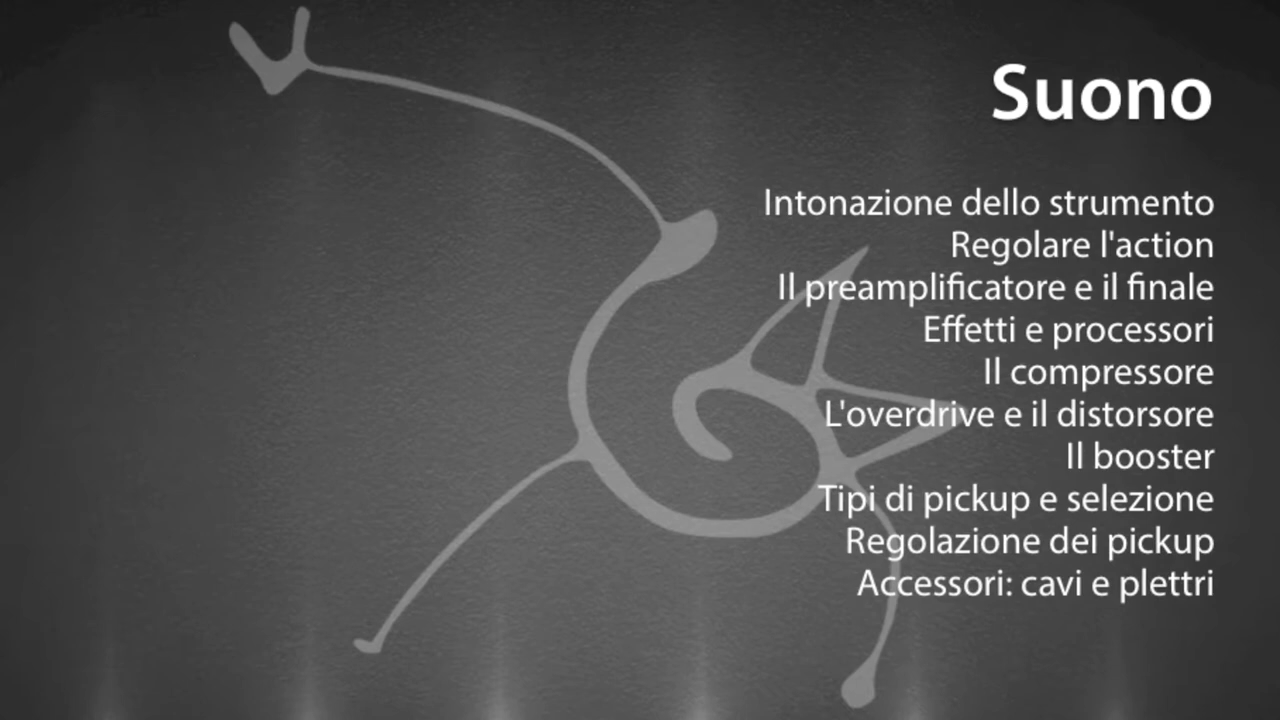 Suono
Intonazione dello strumento
Regolare l'action
Il preamplificatore e il finale
Effetti e processori
Il compressore
L'overdrive e il distorsore
Il booster
Tipi di pickup e selezione
Regolazione dei pickup
Accessori: cavi e plettri